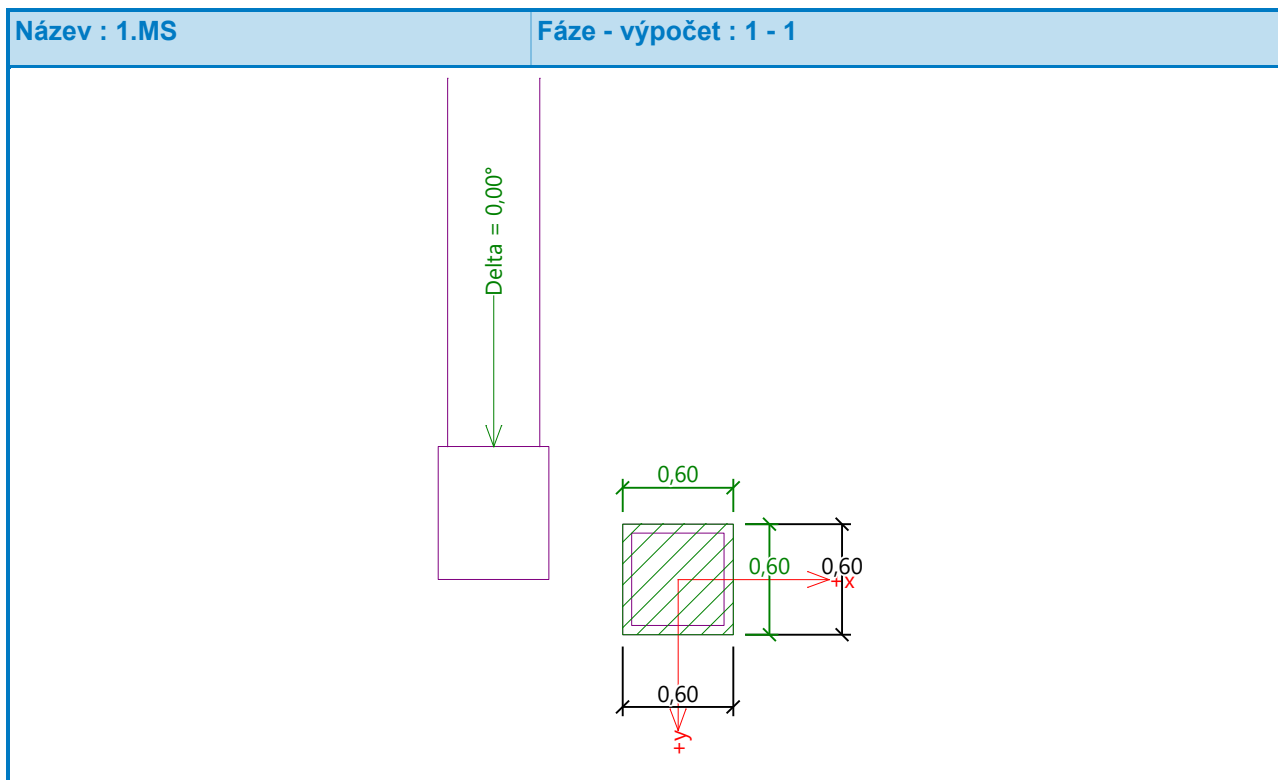 Název : 1.MS
Fáze - výpočet : 1 - 1
Delta = 0,00°
0,60
0,60
0,60
+x
0,60
+y